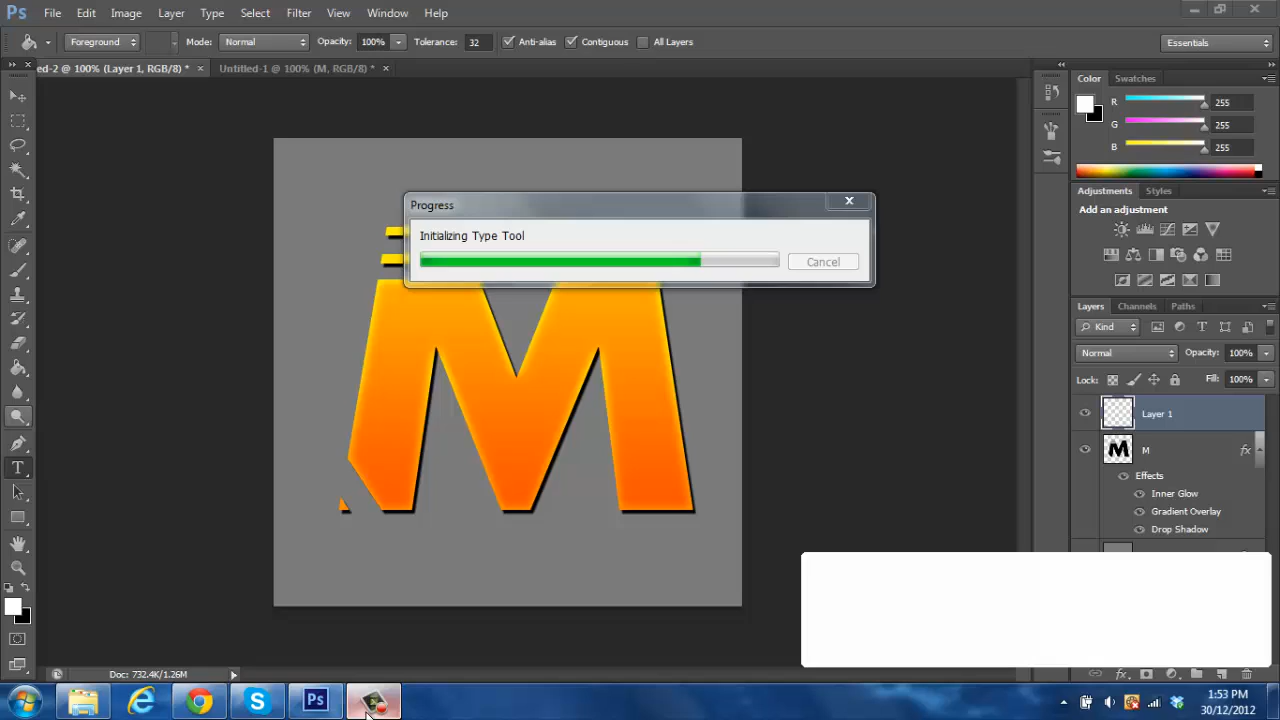 Ps File Edit Image Layer Type Select Filter View Window Help
Foreground Mode: Normal Opacity: 100% Tolerance: 32 Anti-alias Contiguous All Layers Essentials
ed-2 @ 100% (Layer 1, RGB/8) * × Untitled-1 @ 100% (M, RGB/8) * ×
Color Swatches
R 255
G 255
B 255
Adjustments Styles
Add an adjustment
Progress
Initializing Type Tool
Cancel
M
Layers Channels Paths
Kind
Normal Opacity: 100%
Lock: Fill: 100%
Layer 1
M M fx
Effects
Inner Glow
Gradient Overlay
Drop Shadow
Doc: 732.4K/1.26M
Ps
1:53 PM
30/12/2012